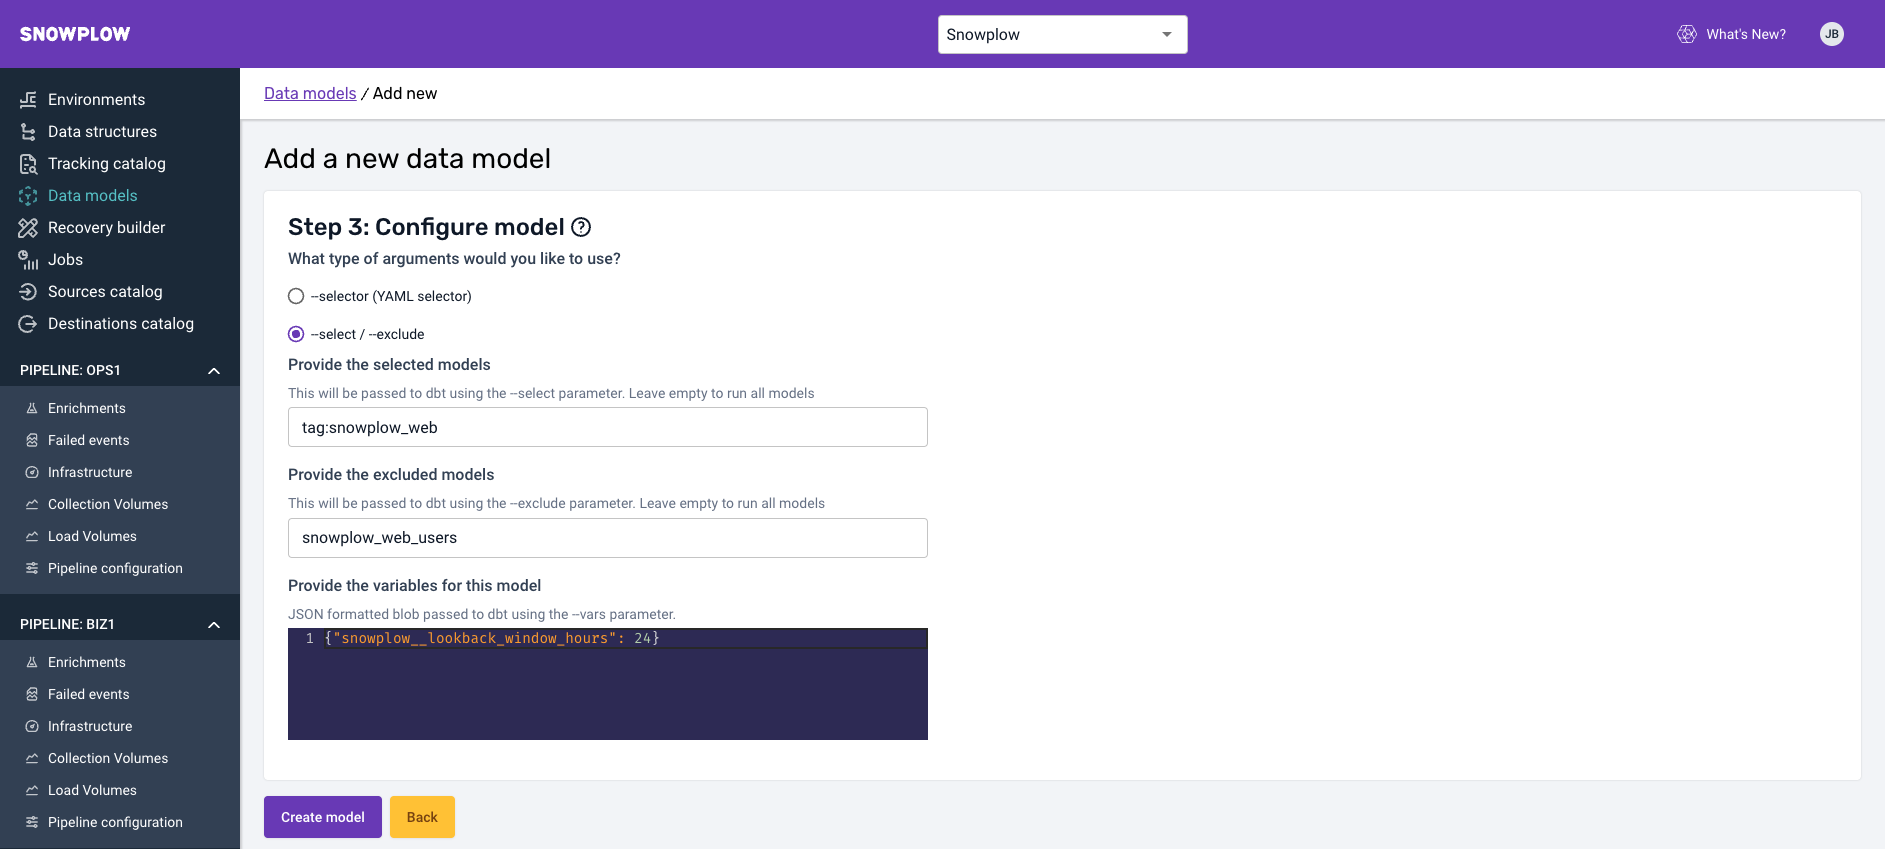 SNOWPLOW
Snowplow
What's New?
JB
Environments
Data structures
Tracking catalog
Data models
Recovery builder
Jobs
Sources catalog
Destinations catalog
PIPELINE: OPS1
Enrichments
Failed events
Infrastructure
Collection Volumes
Load Volumes
Pipeline configuration
PIPELINE: BIZ1
Enrichments
Failed events
Infrastructure
Collection Volumes
Load Volumes
Pipeline configuration
Data models / Add new
Add a new data model
Step 3: Configure model ?
What type of arguments would you like to use?
--selector (YAML selector)
--select / --exclude
Provide the selected models
This will be passed to dbt using the --select parameter. Leave empty to run all models
tag:snowplow_web
Provide the excluded models
This will be passed to dbt using the --exclude parameter. Leave empty to run all models
snowplow_web_users
Provide the variables for this model
JSON formatted blob passed to dbt using the --vars parameter.
1 {"snowplow__lookback_window_hours": 24}
Create model
Back